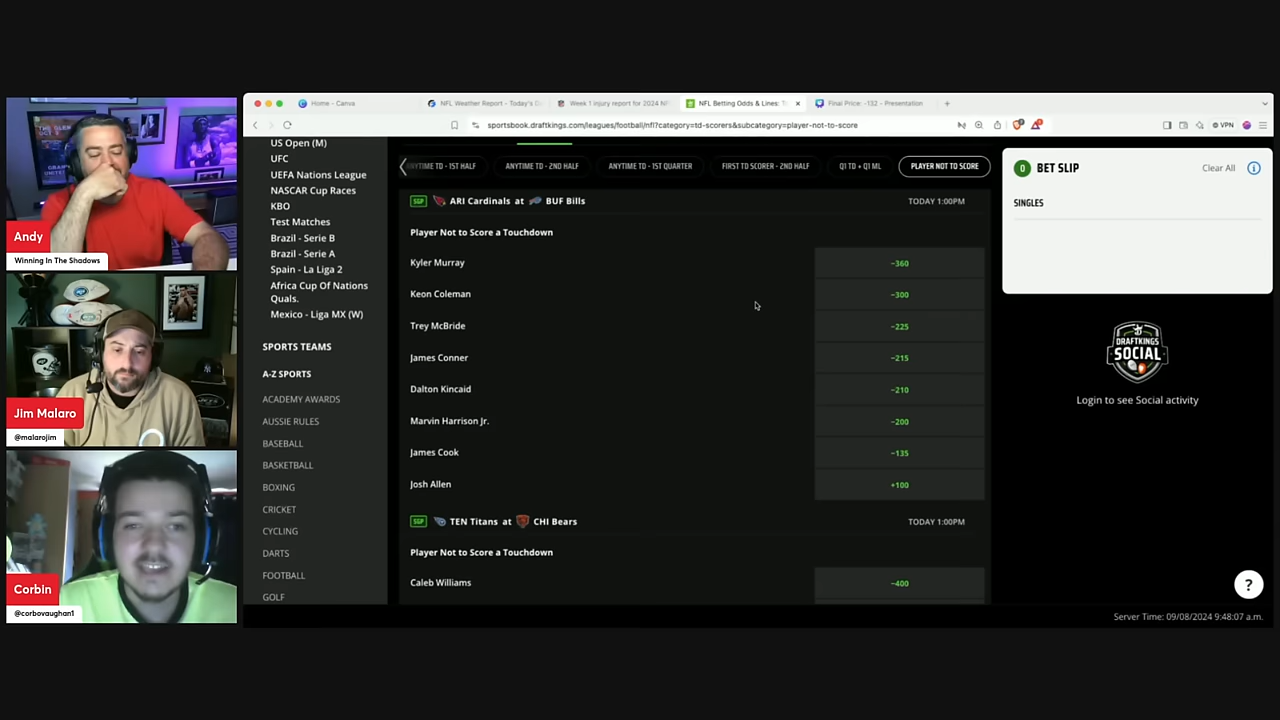 Andy
Winning In The Shadows
Jim Malaro
@malarojim
Corbin
@corbovaughan1
Home - Canva
NFL Weather Report - Today's
Week 1 injury report for 2024 NF
NFL Betting Odds & Lines:
Final Price: -132 - Presentation
sportsbook.draftkings.com/leagues/football/nfl?category=td-scorers&subcategory=player-not-to-score
VPN
US Open (M)
UFC
UEFA Nations League
NASCAR Cup Races
KBO
Test Matches
Brazil - Serie B
Brazil - Serie A
Spain - La Liga 2
Africa Cup Of Nations
Quals.
Mexico - Liga MX (W)
SPORTS TEAMS
A-Z SPORTS
ACADEMY AWARDS
AUSSIE RULES
BASEBALL
BASKETBALL
BOXING
CRICKET
CYCLING
DARTS
FOOTBALL
GOLF
ANYTIME TD - 1ST HALF
ANYTIME TD - 2ND HALF
ANYTIME TD - 1ST QUARTER
FIRST TD SCORER - 2ND HALF
Q1 TD + Q1 ML
PLAYER NOT TO SCORE
SGP ARI Cardinals at BUF Bills TODAY 1:00PM
Player Not to Score a Touchdown
Kyler Murray −360
Keon Coleman −300
Trey McBride −225
James Conner −215
Dalton Kincaid −210
Marvin Harrison Jr. −200
James Cook −135
Josh Allen +100
SGP TEN Titans at CHI Bears TODAY 1:00PM
Player Not to Score a Touchdown
Caleb Williams −400
0 BET SLIP Clear All
SINGLES
DRAFTKINGS
SOCIAL
Login to see Social activity
?
Server Time: 09/08/2024 9:48:07 a.m.